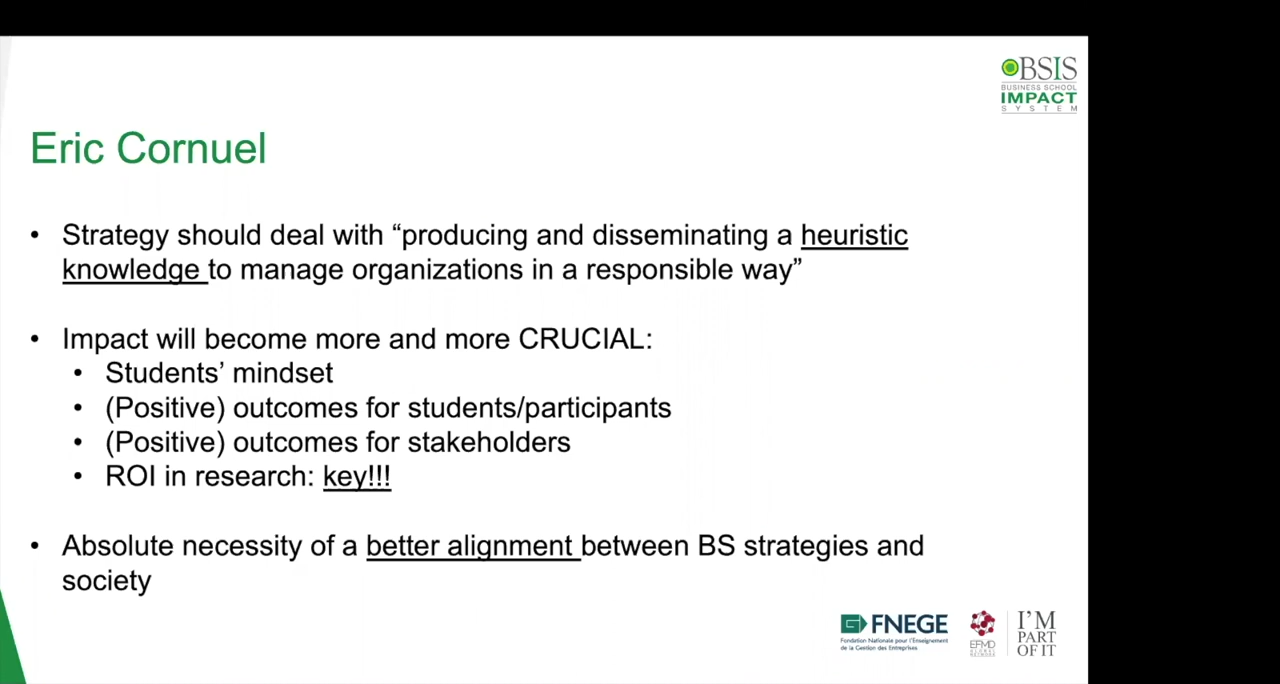 BSIS
BUSINESS SCHOOL
IMPACT
SYSTEM
Eric Cornuel
• Strategy should deal with “producing and disseminating a heuristic
knowledge to manage organizations in a responsible way”
• Impact will become more and more CRUCIAL:
• Students’ mindset
• (Positive) outcomes for students/participants
• (Positive) outcomes for stakeholders
• ROI in research: key!!!
• Absolute necessity of a better alignment between BS strategies and
society
FNEGE
Fondation Nationale pour l'Enseignement
de la Gestion des Entreprises
EFMD
GLOBAL
NETWORK
I’M
PART
OF IT